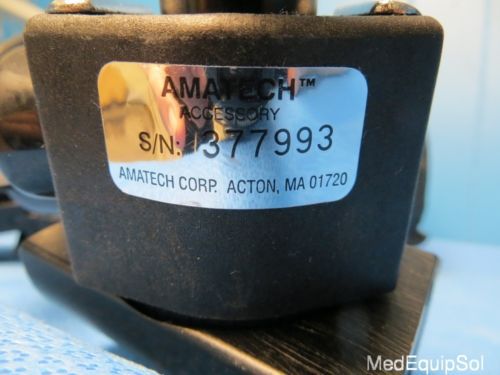 AMATECH™
ACCESSORY
S/N: 1377993
AMATECH CORP. ACTON, MA 01720
MedEquipSol